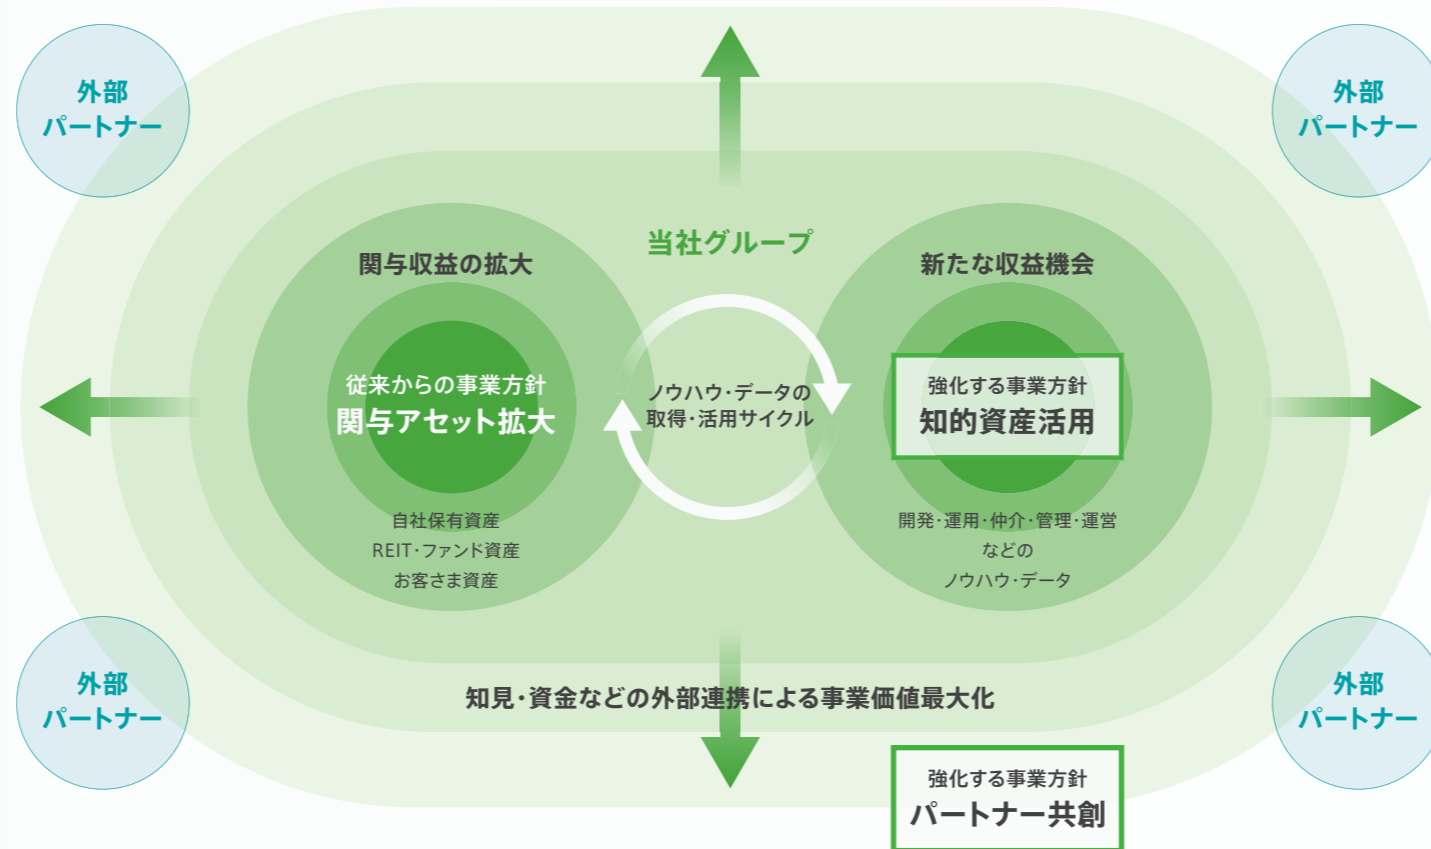 外部
パートナー
外部
パートナー
当社グループ
関与収益の拡大
従来からの事業方針
関与アセット拡大
自社保有資産
REIT・ファンド資産
お客さま資産
ノウハウ・データの
取得・活用サイクル
新たな収益機会
強化する事業方針
知的資産活用
開発・運用・仲介・管理・運営
などの
ノウハウ・データ
外部
パートナー
外部
パートナー
知見・資金などの外部連携による事業価値最大化
強化する事業方針
パートナー共創